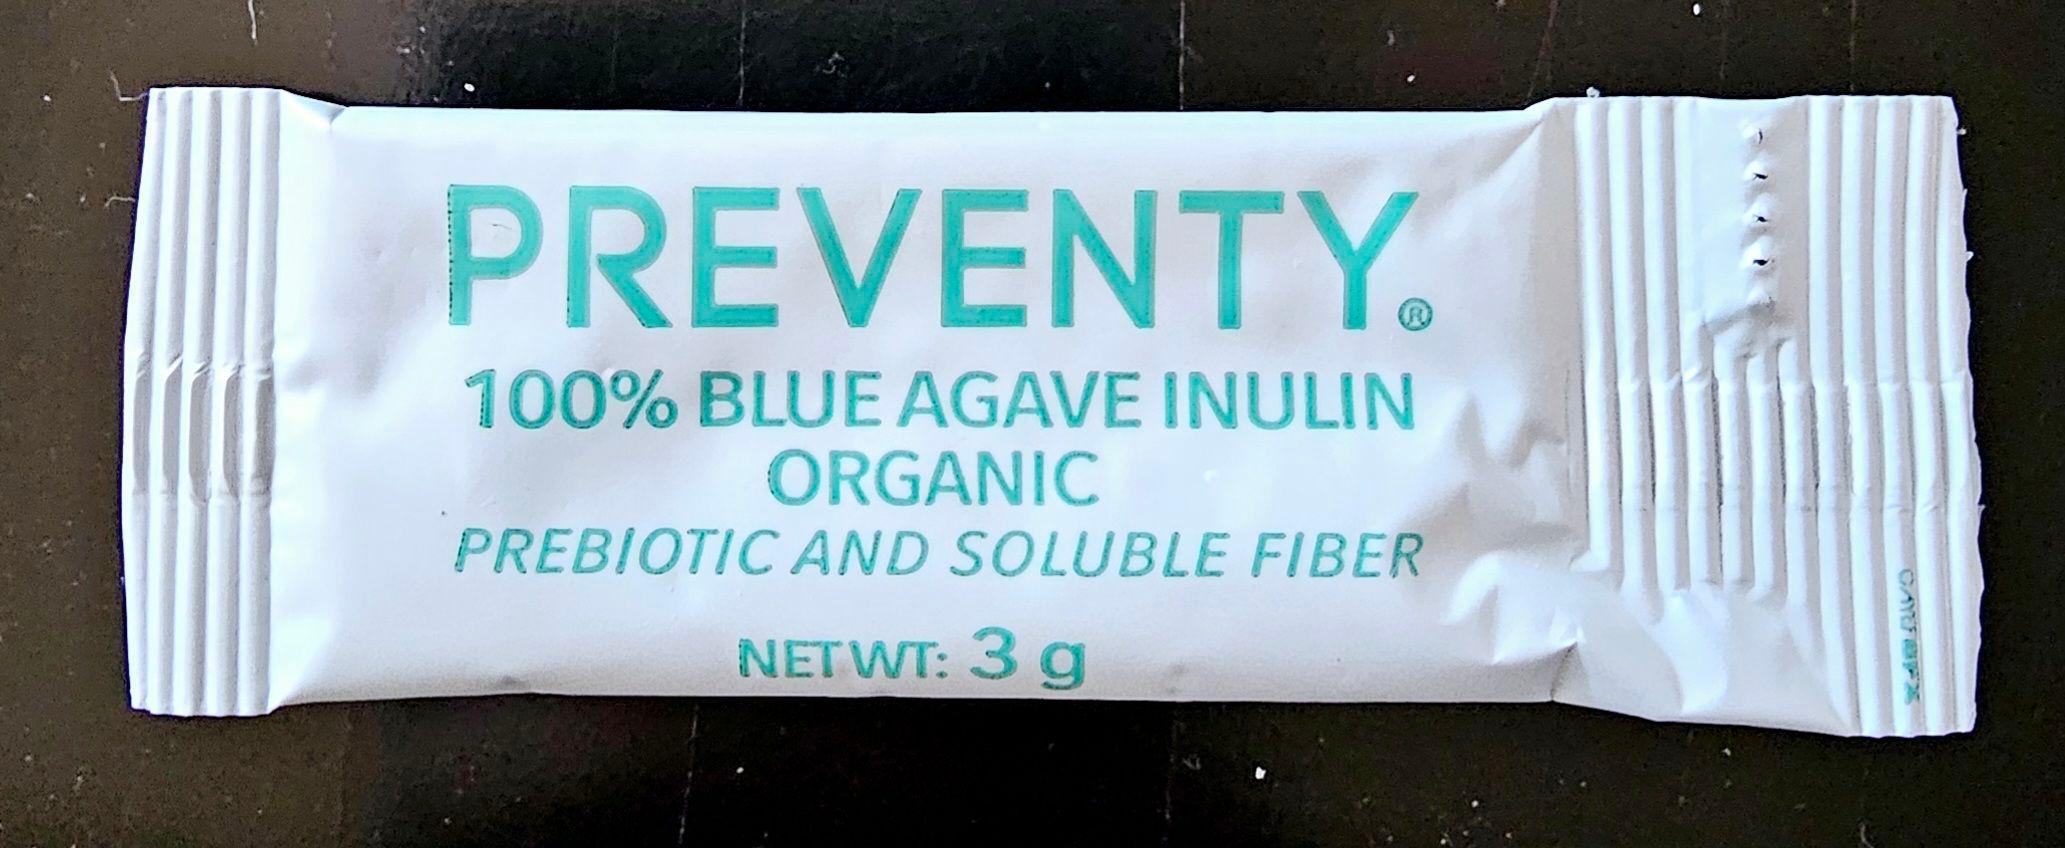 PREVENTY®
100% BLUE AGAVE INULIN
ORGANIC
PREBIOTIC AND SOLUBLE FIBER
NET WT: 3 g